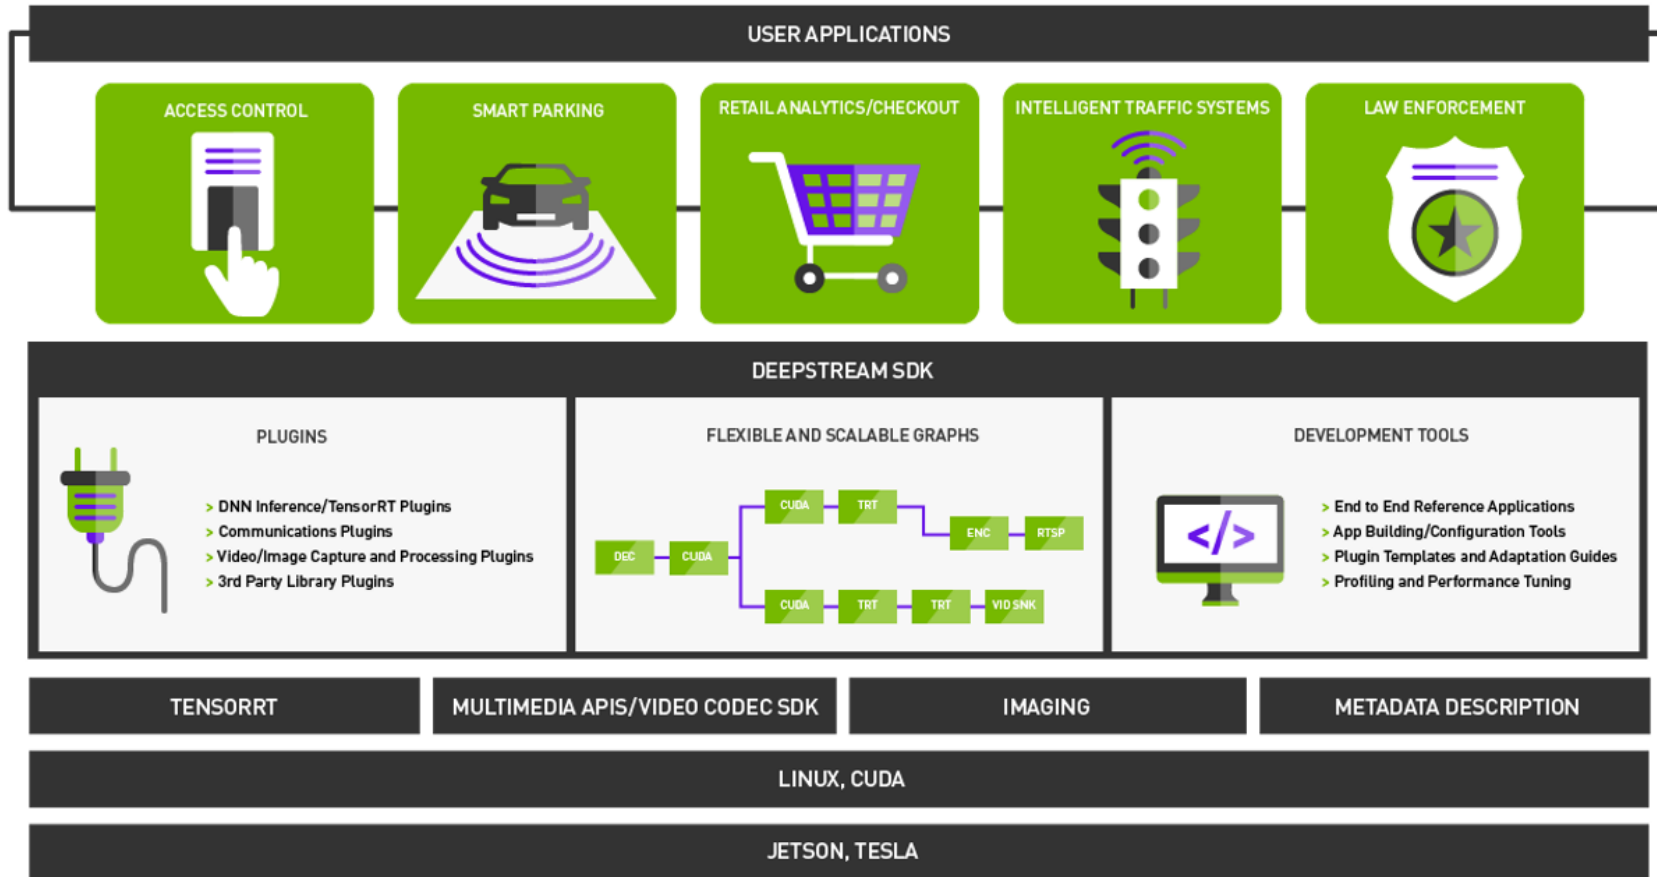 USER APPLICATIONS
ACCESS CONTROL
SMART PARKING
RETAIL ANALYTICS/CHECKOUT
INTELLIGENT TRAFFIC SYSTEMS
LAW ENFORCEMENT
DEEPSTREAM SDK
PLUGINS
> DNN Inference/TensorRT Plugins
> Communications Plugins
> Video/Image Capture and Processing Plugins
> 3rd Party Library Plugins
FLEXIBLE AND SCALABLE GRAPHS
CUDA
TRT
ENC
RTSP
DEC
CUDA
CUDA
TRT
TRT
VID SNK
DEVELOPMENT TOOLS
</>
> End to End Reference Applications
> App Building/Configuration Tools
> Plugin Templates and Adaptation Guides
> Profiling and Performance Tuning
TENSORRT
MULTIMEDIA APIS/VIDEO CODEC SDK
IMAGING
METADATA DESCRIPTION
LINUX, CUDA
JETSON, TESLA